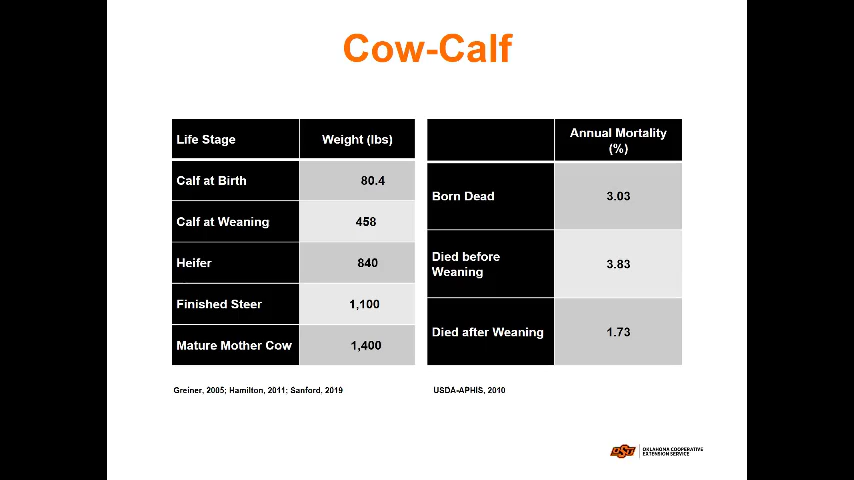 Cow-Calf
Life Stage Weight (lbs)
Calf at Birth 80.4
Calf at Weaning 458
Heifer 840
Finished Steer 1,100
Mature Mother Cow 1,400
Greiner, 2005; Hamilton, 2011; Sanford, 2019
Annual Mortality
(%)
Born Dead 3.03
Died before
Weaning 3.83
Died after Weaning 1.73
USDA-APHIS, 2010
OSU
OKLAHOMA COOPERATIVE
EXTENSION SERVICE